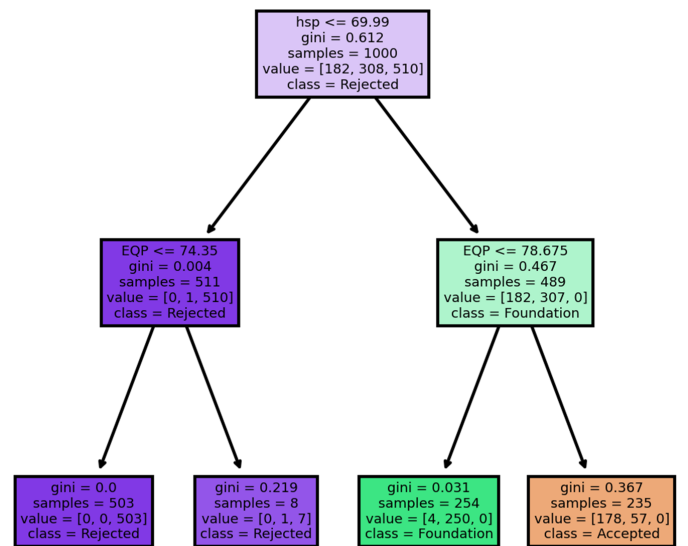 hsp <= 69.99
gini = 0.612
samples = 1000
value = [182, 308, 510]
class = Rejected
EQP <= 74.35
gini = 0.004
samples = 511
value = [0, 1, 510]
class = Rejected
EQP <= 78.675
gini = 0.467
samples = 489
value = [182, 307, 0]
class = Foundation
gini = 0.0
samples = 503
value = [0, 0, 503]
class = Rejected
gini = 0.219
samples = 8
value = [0, 1, 7]
class = Rejected
gini = 0.031
samples = 254
value = [4, 250, 0]
class = Foundation
gini = 0.367
samples = 235
value = [178, 57, 0]
class = Accepted